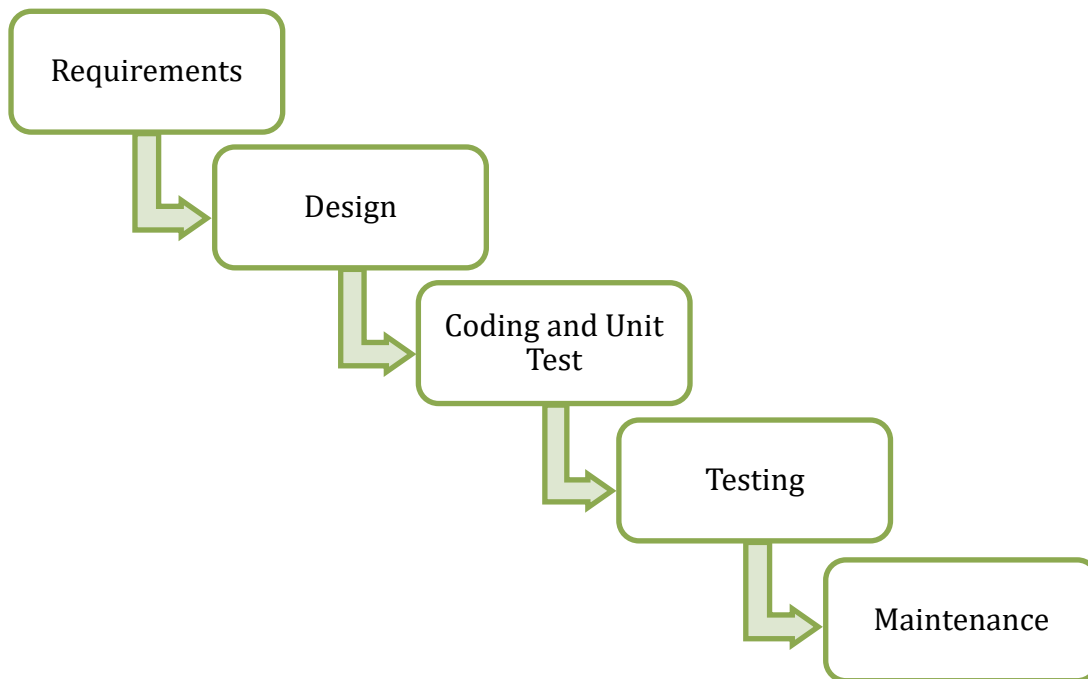 Requirements
Design
Coding and Unit
Test
Testing
Maintenance